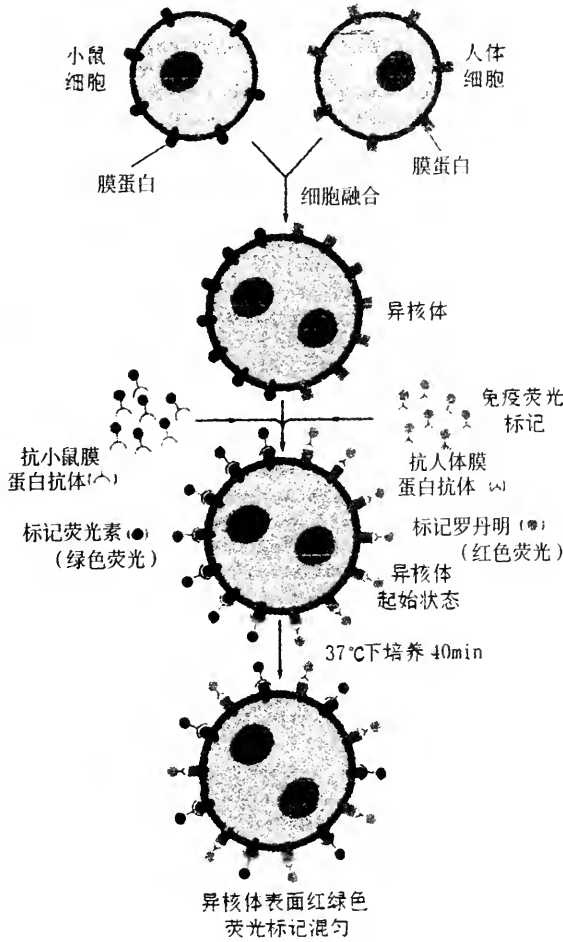 小鼠
细胞
人体
细胞
膜蛋白
膜蛋白
细胞融合
异核体
免疫荧光
标记
抗小鼠膜
蛋白抗体( )
抗人体膜
蛋白抗体
标记荧光素( )
(绿色荧光)
标记罗丹明( )
(红色荧光)
异核体
起始状态
37℃下培养40min
异核体表面红绿色
荧光标记混匀